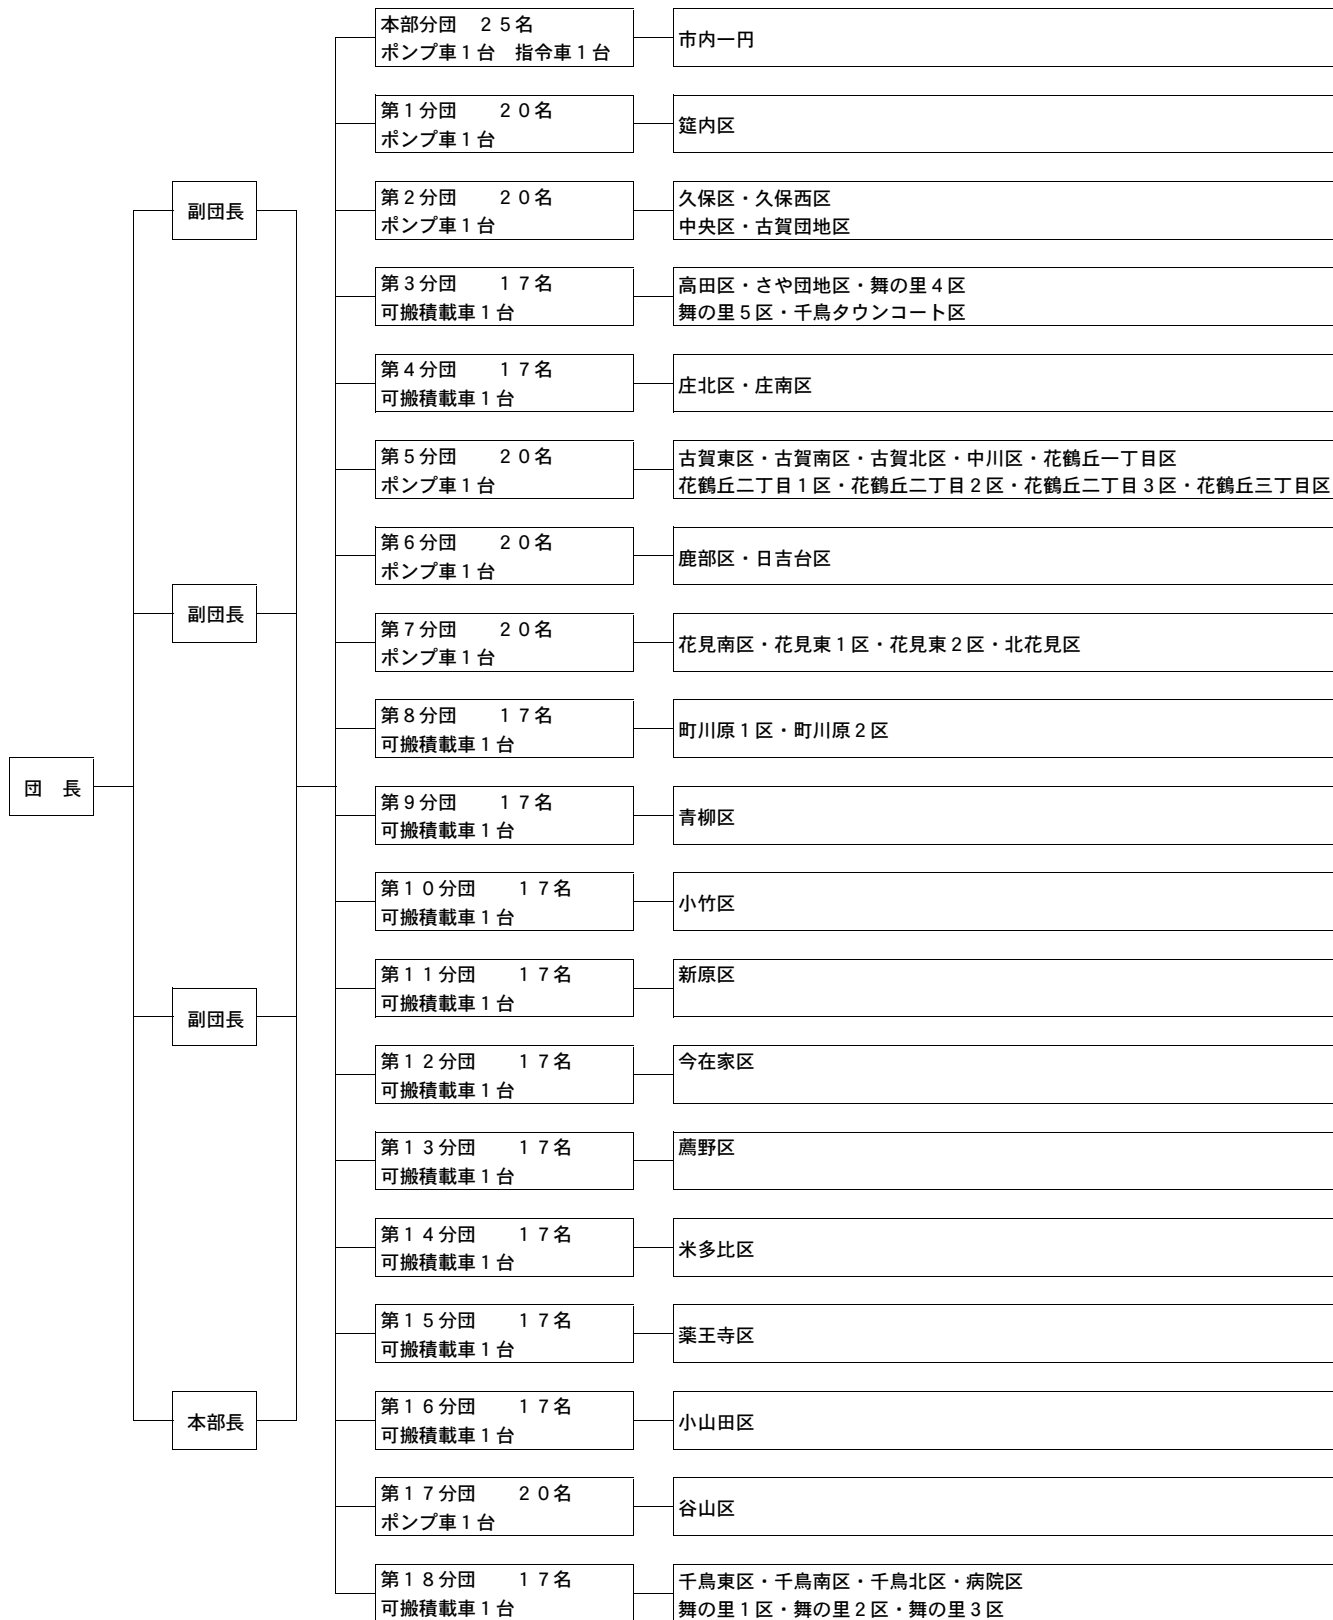 団　長
副団長
副団長
副団長
本部長
本部分団　２５名
ポンプ車１台　指令車１台
市内一円
第１分団　　２０名
ポンプ車１台
筵内区
第２分団　　２０名
ポンプ車１台
久保区・久保西区
中央区・古賀団地区
第３分団　　１７名
可搬積載車１台
高田区・さや団地区・舞の里４区
舞の里５区・千鳥タウンコート区
第４分団　　１７名
可搬積載車１台
庄北区・庄南区
第５分団　　２０名
ポンプ車１台
古賀東区・古賀南区・古賀北区・中川区・花鶴丘一丁目区
花鶴丘二丁目１区・花鶴丘二丁目２区・花鶴丘二丁目３区・花鶴丘三丁目区
第６分団　　２０名
ポンプ車１台
鹿部区・日吉台区
第７分団　　２０名
ポンプ車１台
花見南区・花見東１区・花見東２区・北花見区
第８分団　　１７名
可搬積載車１台
町川原１区・町川原２区
第９分団　　１７名
可搬積載車１台
青柳区
第１０分団　　１７名
可搬積載車１台
小竹区
第１１分団　　１７名
可搬積載車１台
新原区
第１２分団　　１７名
可搬積載車１台
今在家区
第１３分団　　１７名
可搬積載車１台
薦野区
第１４分団　　１７名
可搬積載車１台
米多比区
第１５分団　　１７名
可搬積載車１台
薬王寺区
第１６分団　　１７名
可搬積載車１台
小山田区
第１７分団　　２０名
ポンプ車１台
谷山区
第１８分団　　１７名
可搬積載車１台
千鳥東区・千鳥南区・千鳥北区・病院区
舞の里１区・舞の里２区・舞の里３区